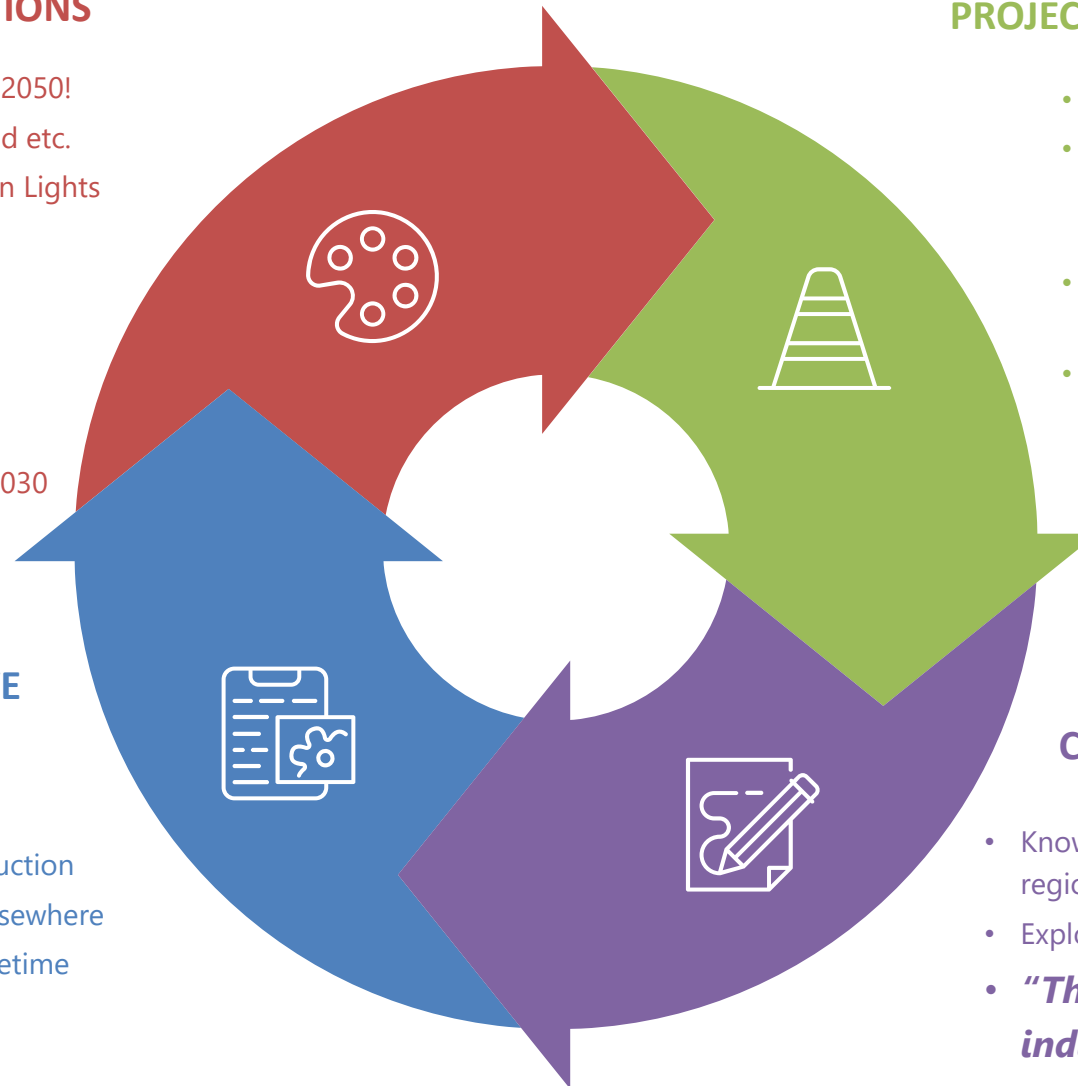 IONS
2050!
d etc.
n Lights
030
PROJEC
•
•
•
•
E
uction
sewhere
etime
C
• Know
regio
• Explo
• “Th
ind